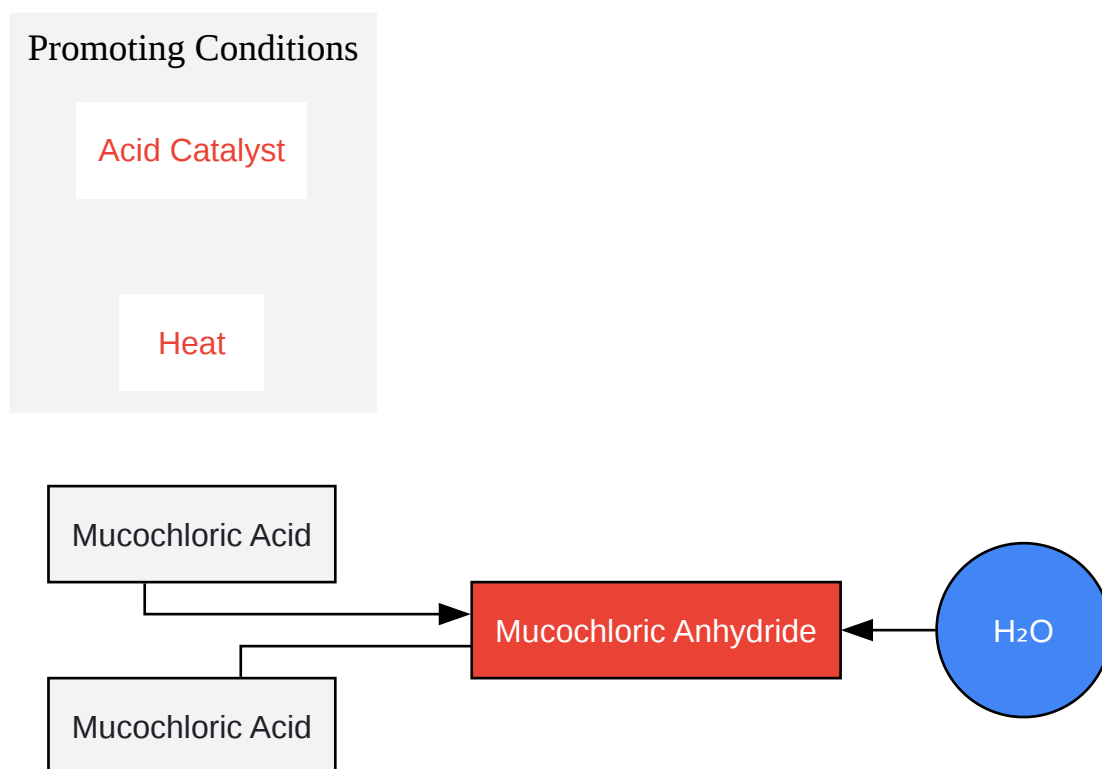 Promoting Conditions
Acid Catalyst
Heat
Mucochloric Acid
Mucochloric Anhydride
H₂O
Mucochloric Acid